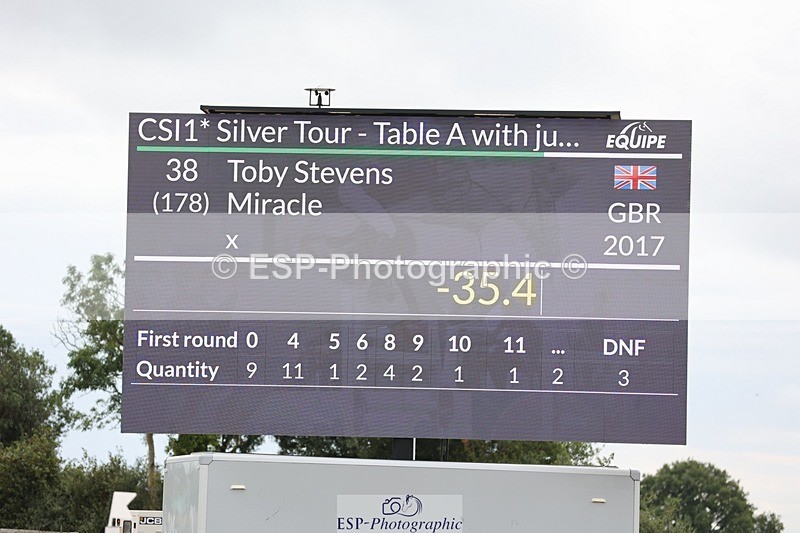 CSI1* Silver Tour - Table A with ju...
EQUIPE
38 Toby Stevens
(178) Miracle
GBR
x 2017
© ESP-Photographic ©
-35.4
First round 0 4 5 6 8 9 10 11 ... DNF
Quantity 9 11 1 2 4 2 1 1 2 3
JCB
ESP-Photographic